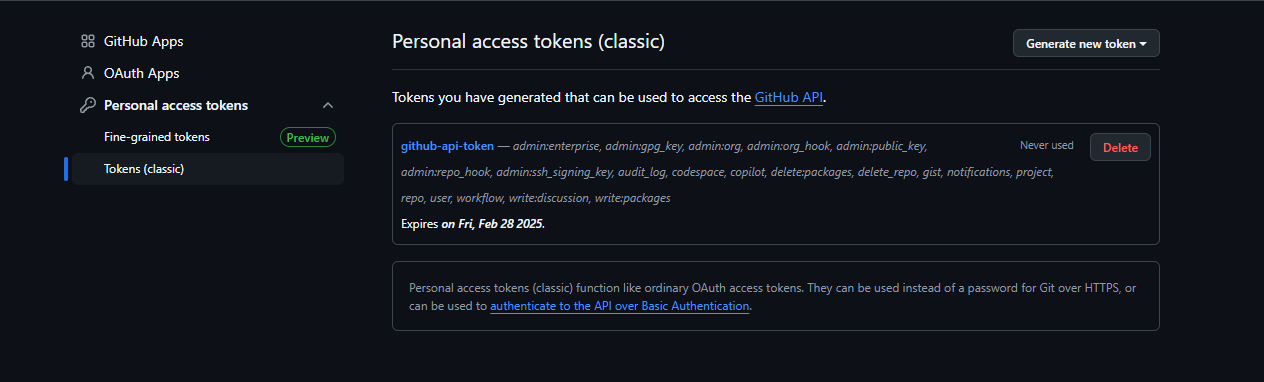 GitHub Apps
OAuth Apps
Personal access tokens
Fine-grained tokens
Preview
Tokens (classic)
Personal access tokens (classic)
Generate new token
Tokens you have generated that can be used to access the GitHub API.
github-api-token — admin:enterprise, admin:gpg_key, admin:org, admin:org_hook, admin:public_key,
admin:repo_hook, admin:ssh_signing_key, audit_log, codespace, copilot, delete:packages, delete_repo, gist, notifications, project,
repo, user, workflow, write:discussion, write:packages
Never used
Delete
Expires on Fri, Feb 28 2025.
Personal access tokens (classic) function like ordinary OAuth access tokens. They can be used instead of a password for Git over HTTPS, or
can be used to authenticate to the API over Basic Authentication.